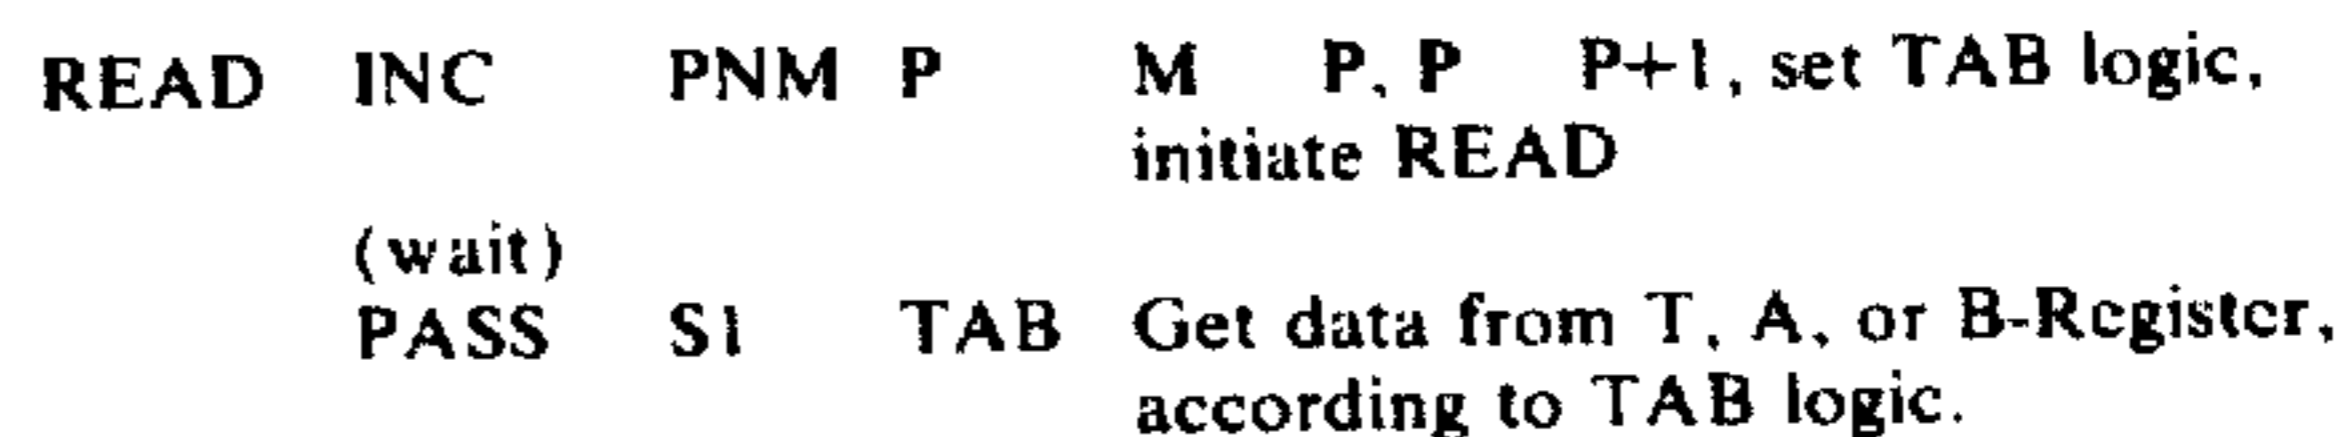 READ INC PNM P M P, P P+1, set TAB logic,
initiate READ
(wait)
PASS S1 TAB Get data from T, A, or B-Register,
according to TAB logic.